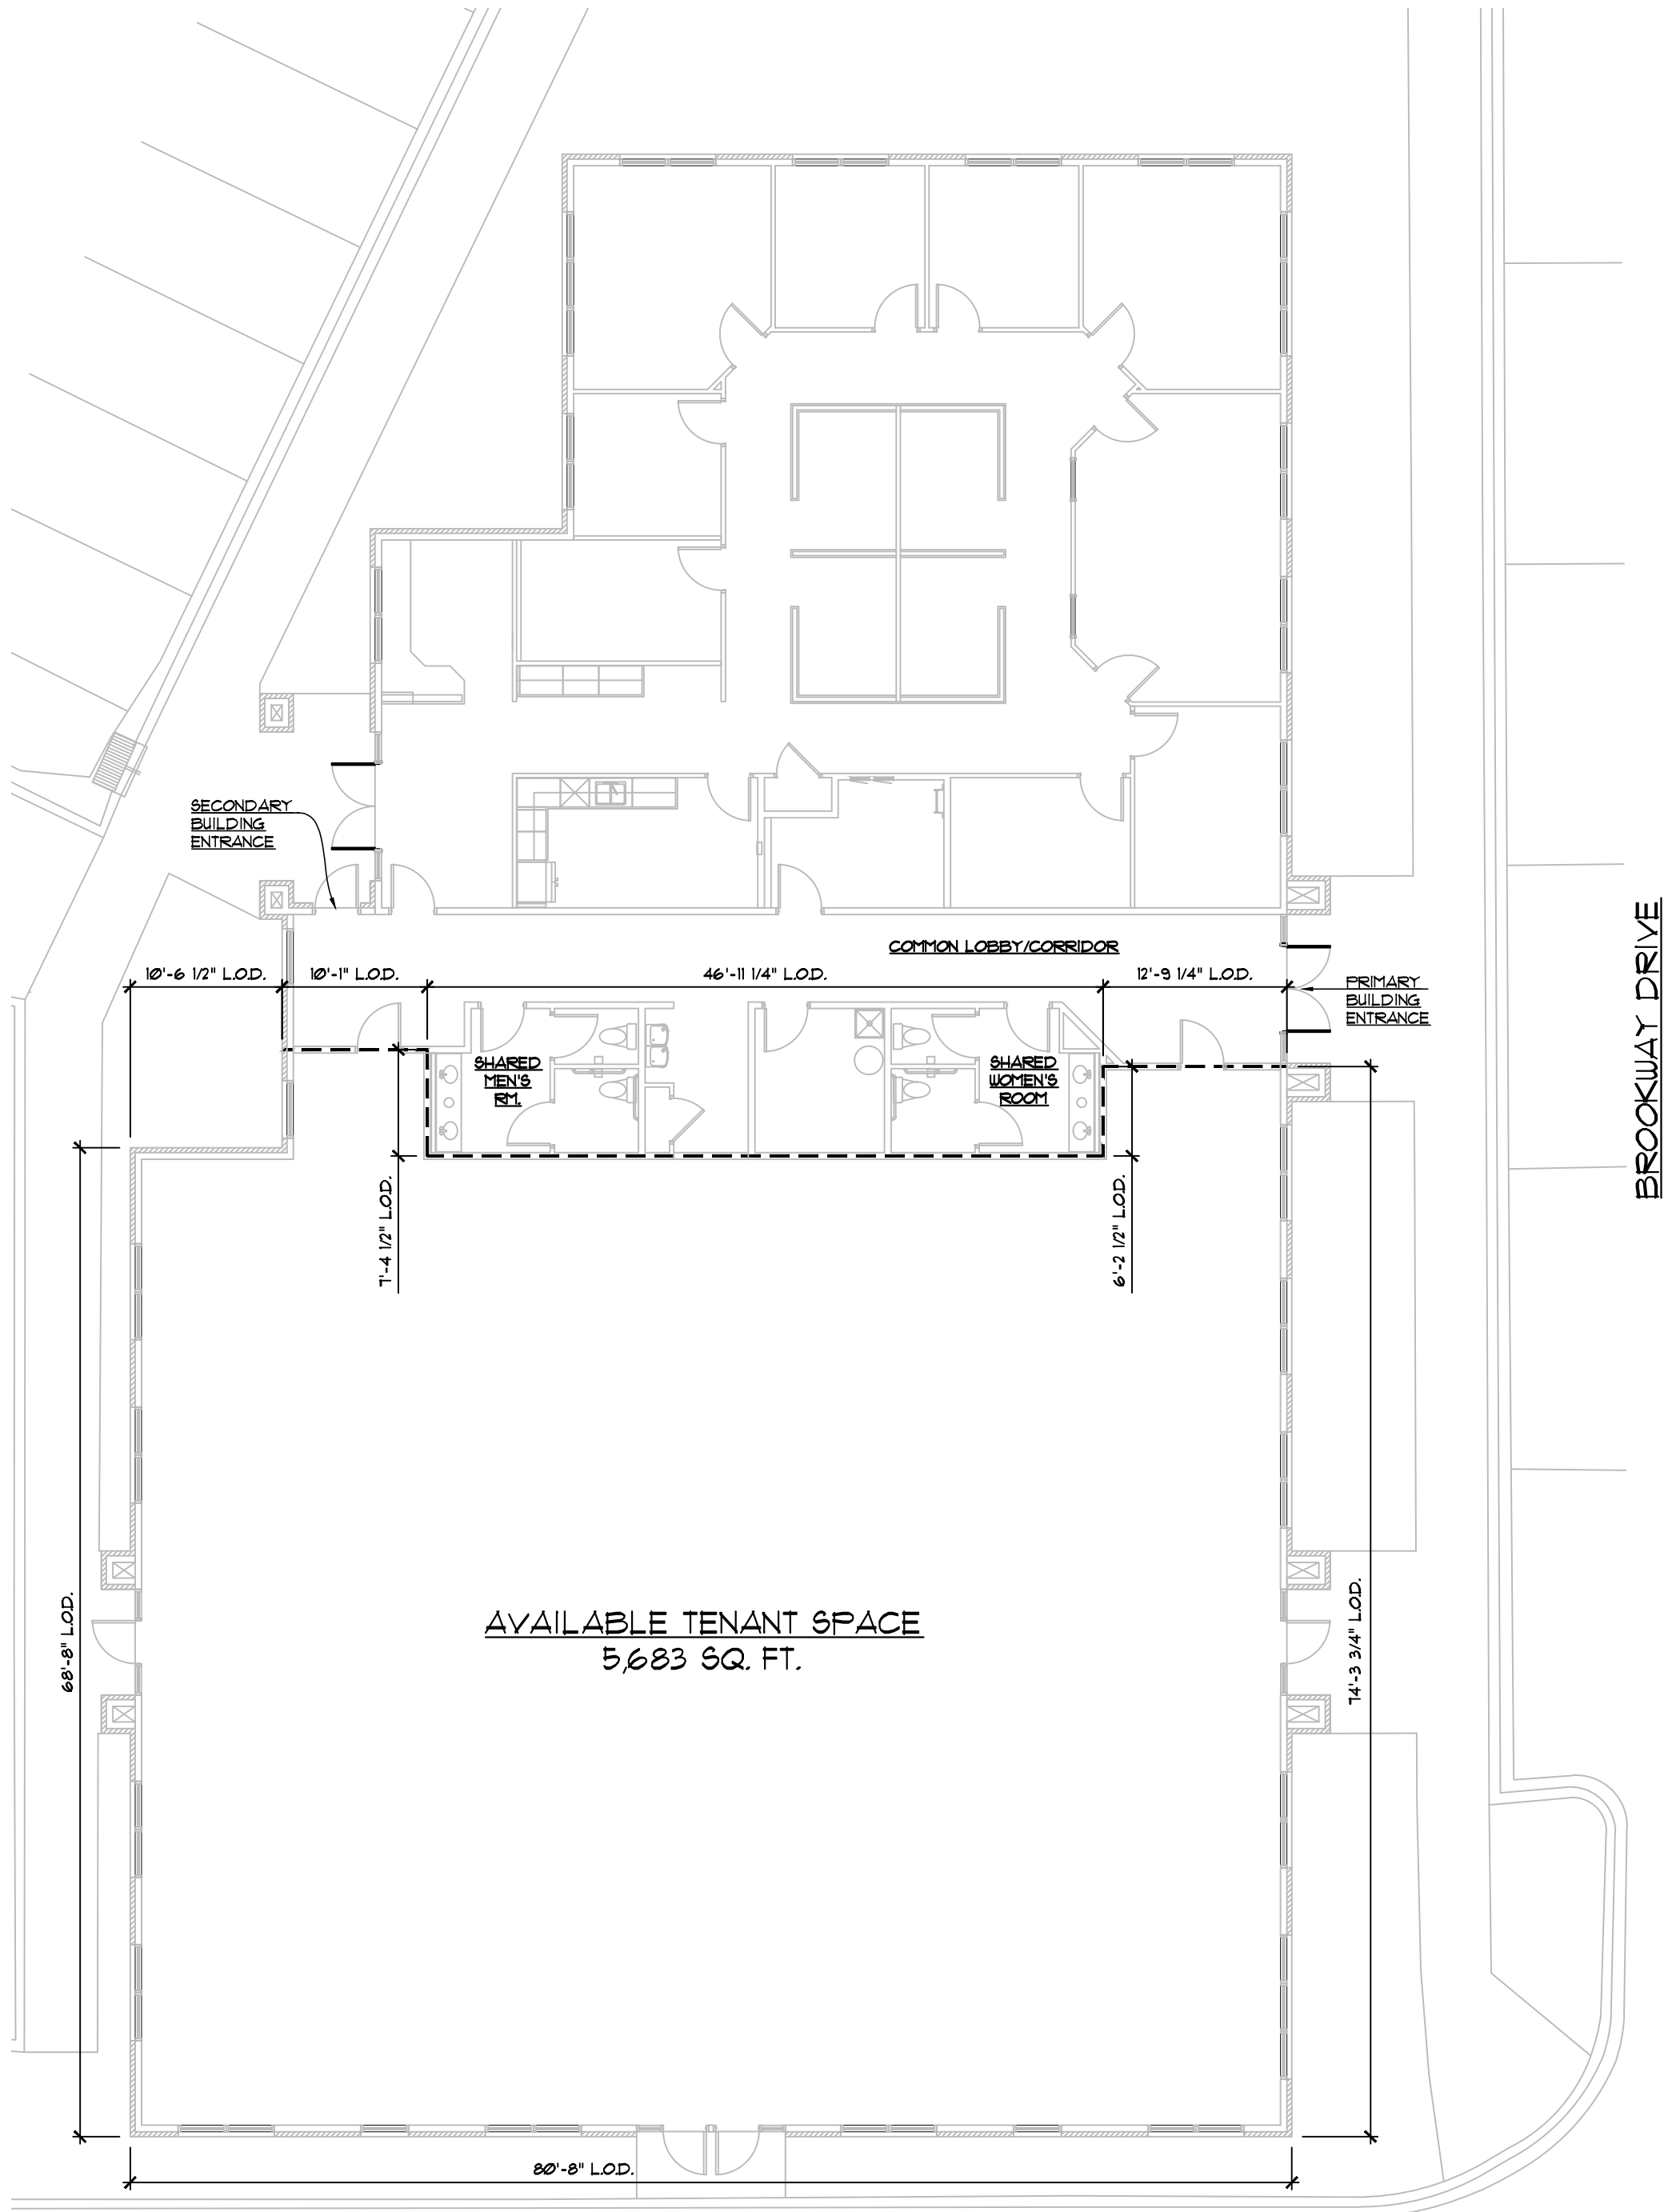 SECONDARY
BUILDING
ENTRANCE
COMMON LOBBY/CORRIDOR
10'-6 1/2" L.O.D.
10'-1" L.O.D.
46'-11 1/4" L.O.D.
12'-9 1/4" L.O.D.
PRIMARY
BUILDING
ENTRANCE
BROOKWAY DRIVE
SHARED
MEN'S
RM.
SHARED
WOMEN'S
ROOM
7'-4 1/2" L.O.D.
6'-2 1/2" L.O.D.
AVAILABLE TENANT SPACE
5,683 SQ. FT.
68'-8" L.O.D.
74'-3 3/4" L.O.D.
80'-8" L.O.D.